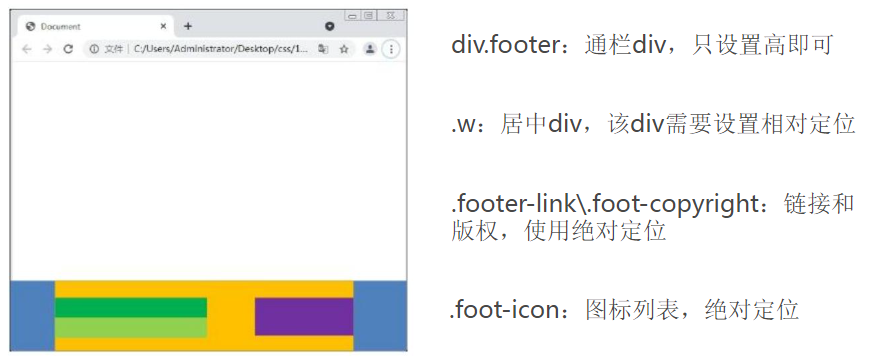 Document
文件 | C:/Users/Administrator/Desktop/css/1...
div.footer：通栏div，只设置高即可
.w：居中div，该div需要设置相对定位
.footer-link\.foot-copyright：链接和
版权，使用绝对定位
.foot-icon：图标列表，绝对定位